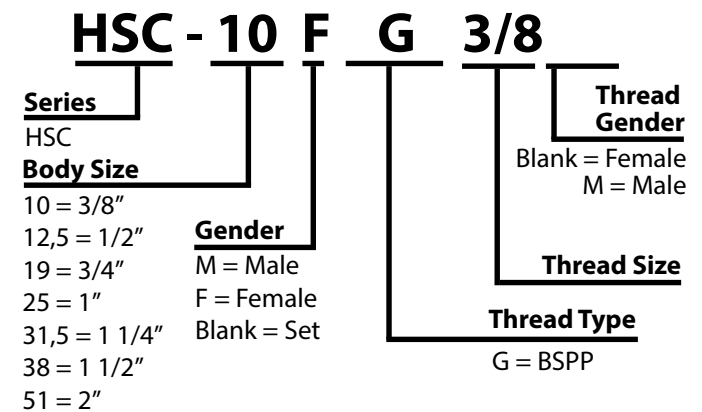 HSC - 10 F G 3/8
Series
HSC
Body Size
10 = 3/8"
12,5 = 1/2"
19 = 3/4"
25 = 1"
31,5 = 1 1/4"
38 = 1 1/2"
51 = 2"
Gender
M = Male
F = Female
Blank = Set
Thread
Gender
Blank = Female
M = Male
Thread Size
Thread Type
G = BSPP